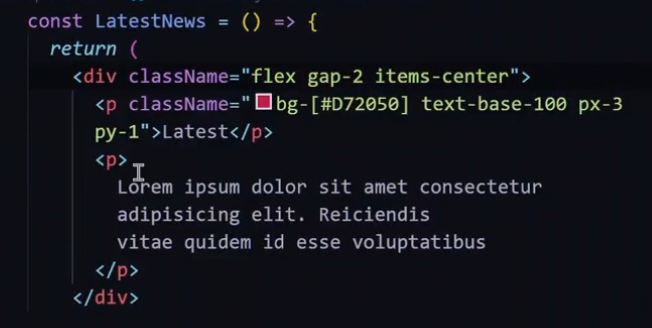 const LatestNews = () => {
return (
<div className="flex gap-2 items-center">
<p className="bg-[#D72050] text-base-100 px-3
py-1">Latest</p>
<p>
Lorem ipsum dolor sit amet consectetur
adipisicing elit. Reiciendis
vitae quidem id esse voluptatibus
</p>
</div>